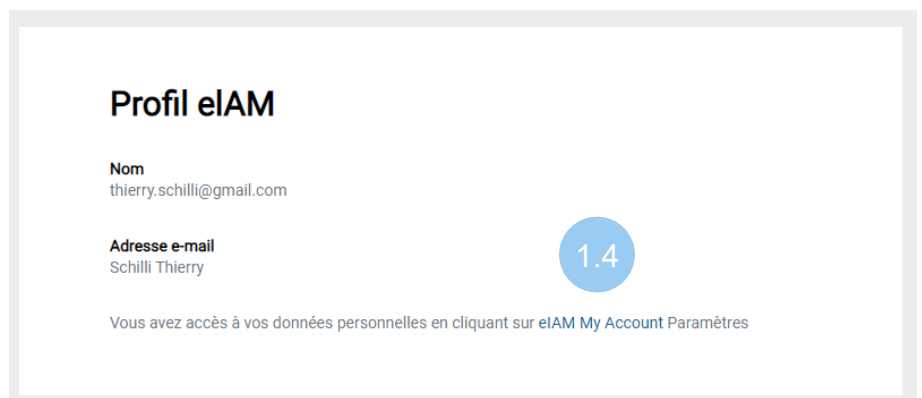 Profil eIAM
Nom
thierry.schilli@gmail.com
Adresse e-mail
Schilli Thierry
1.4
Vous avez accès à vos données personnelles en cliquant sur eIAM My Account Paramètres